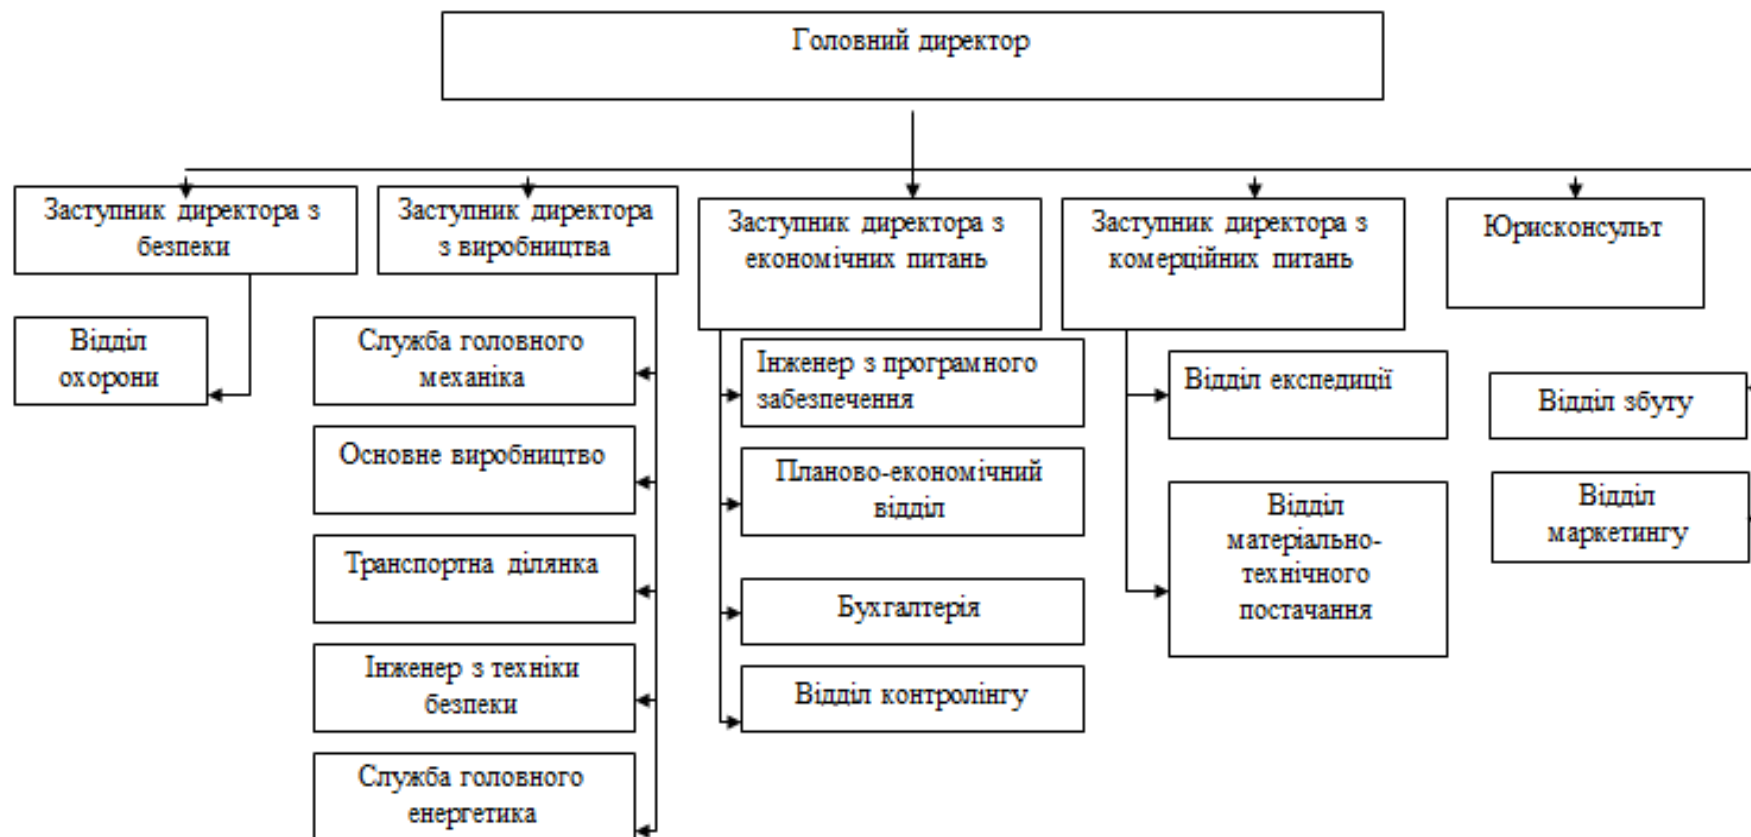 Головний директор
Заступник директора з
безпеки
Заступник директора
з виробництва
Заступник директора з
економічних питань
Заступник директора з
комерційних питань
Юрисконсульт
Відділ
охорони
Служба головного
механіка
Основне виробництво
Транспортна ділянка
Інженер з техніки
безпеки
Служба головного
енергетика
Інженер з програмного
забезпечення
Планово-економічний
відділ
Бухгалтерія
Відділ контролінгу
Відділ експедиції
Відділ
матеріально-
технічного
постачання
Відділ збуту
Відділ
маркетингу